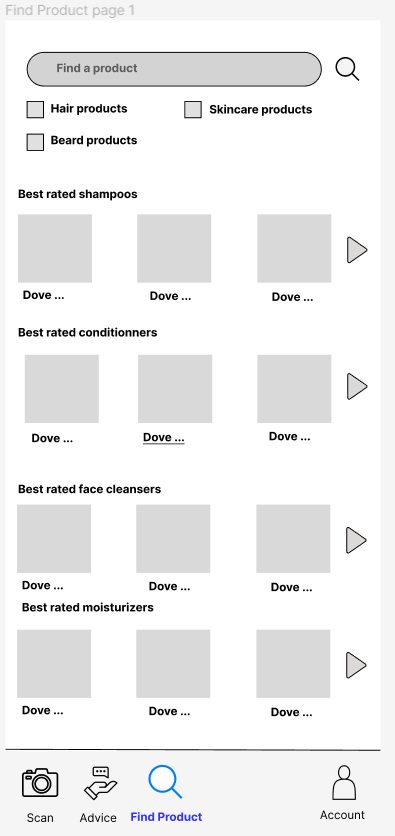 Find Product page 1
Find a product
Hair products
Skincare products
Beard products
Best rated shampoos
Dove ...
Dove ...
Dove ...
Best rated conditionners
Dove ...
Dove ...
Dove ...
Best rated face cleansers
Dove ...
Dove ...
Dove ...
Best rated moisturizers
Dove ...
Dove ...
Dove ...
Scan
Advice
Find Product
Account